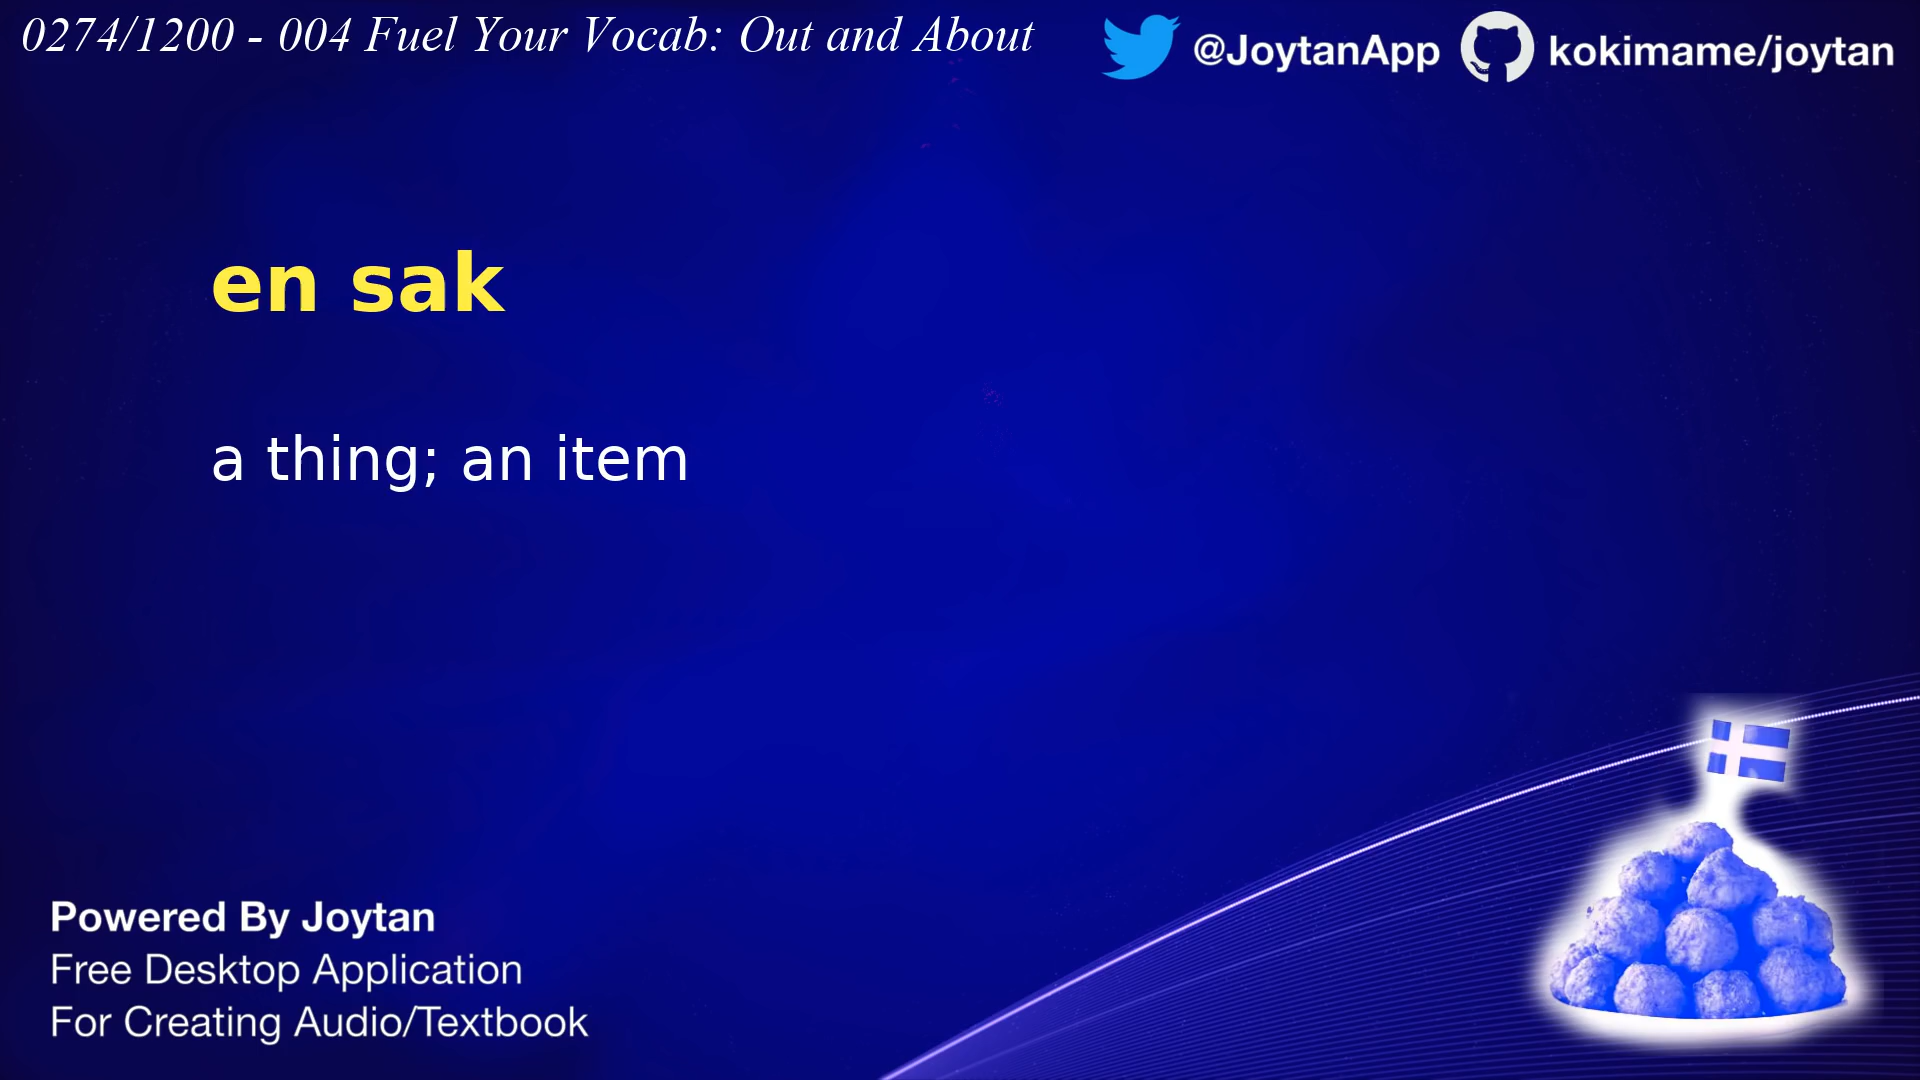 0274/1200 - 004 Fuel Your Vocab: Out and About
@JoytanApp
kokimame/joytan
en sak
a thing; an item
Powered By Joytan
Free Desktop Application
For Creating Audio/Textbook